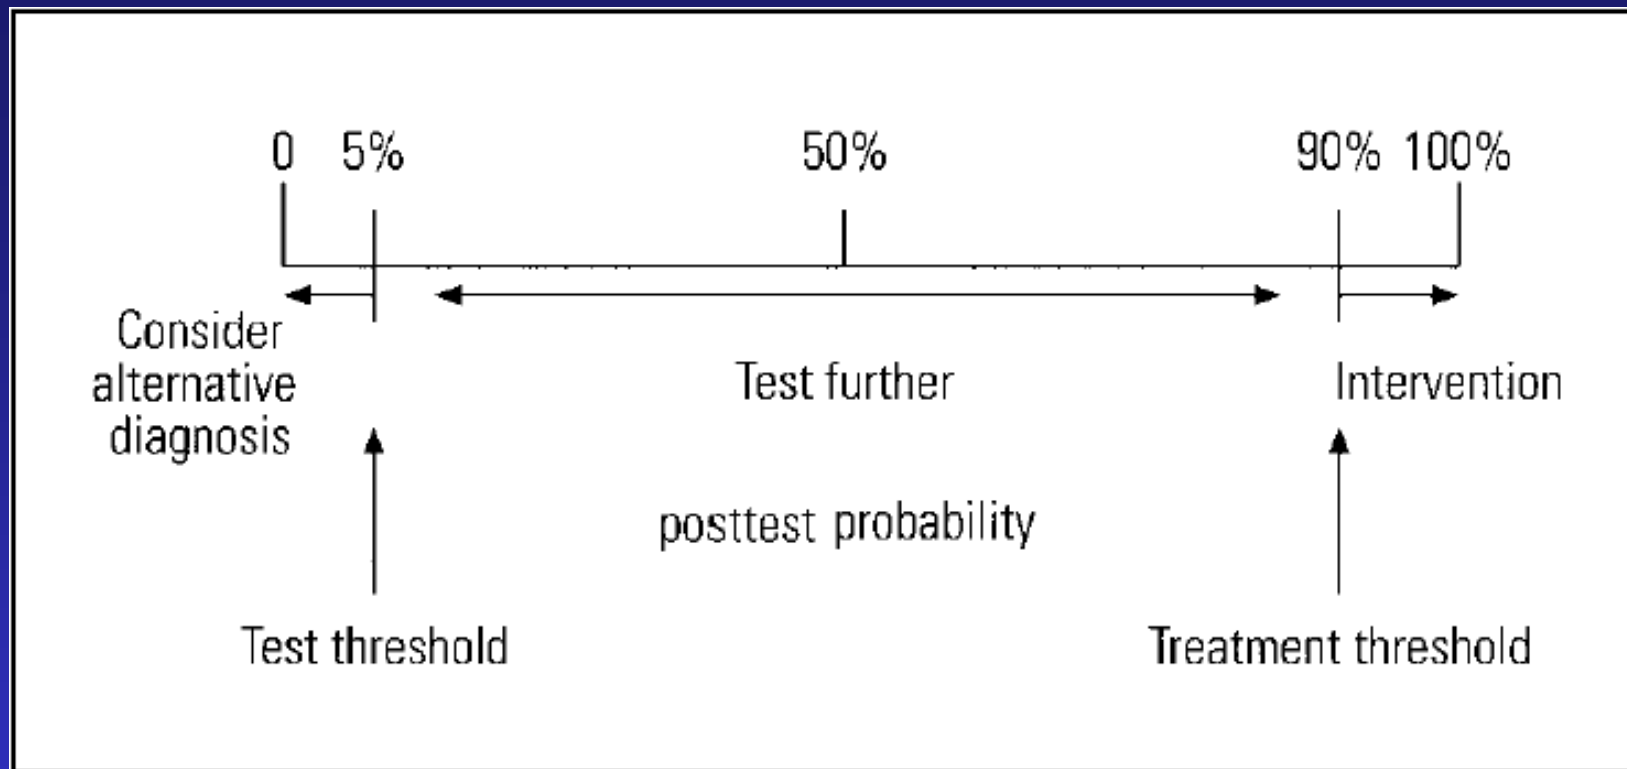 0 5% 50% 90% 100%
Consider
alternative
diagnosis
Test further
Intervention
posttest probability
Test threshold
Treatment threshold